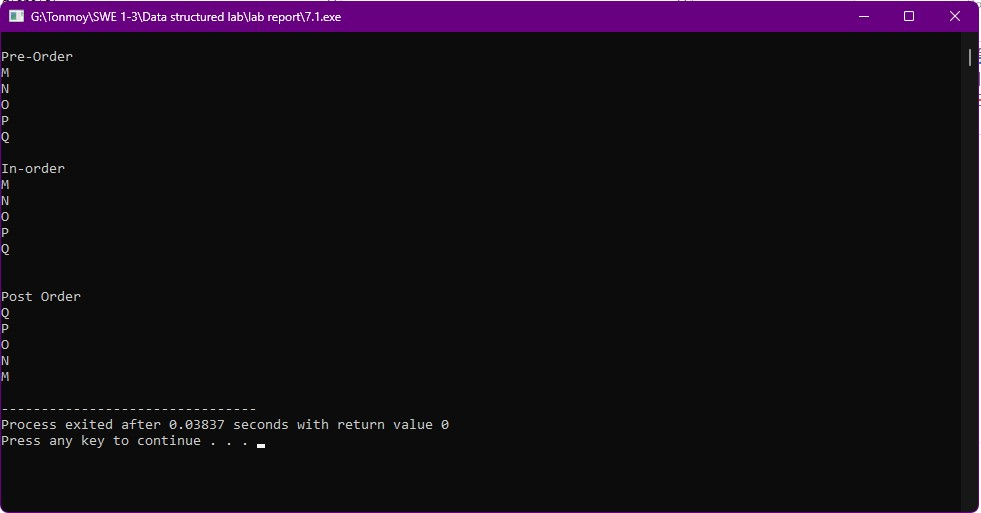 G:\Tonmoy\SWE 1-3\Data structured lab\lab report\7.1.exe
Pre-Order
M
N
O
P
Q
In-order
M
N
O
P
Q
Post Order
Q
P
O
N
M
--------------------------------
Process exited after 0.03837 seconds with return value 0
Press any key to continue . . .